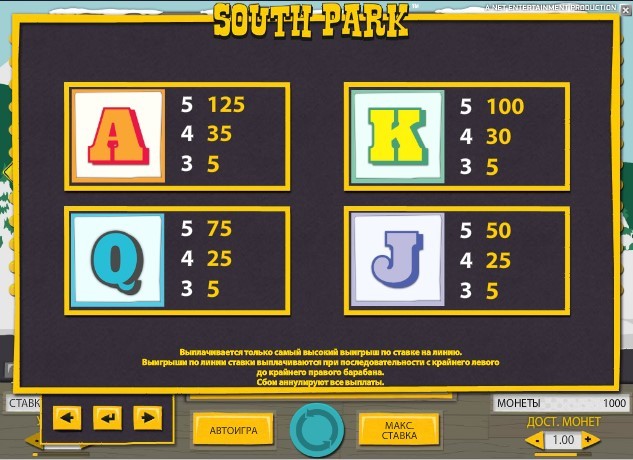 SOUTH PARK™
A NET ENTERTAINMENT PRODUCTION
A
5 125
4 35
3 5
K
5 100
4 30
3 5
Q
5 75
4 25
3 5
J
5 50
4 25
3 5
Выплачивается только самый высокий выигрыш по ставке на линию.
Выигрыши по линии ставки выплачиваются при последовательности с крайнего левого
до крайнего правого барабана.
Сбои аннулируют все выплаты.
МОНЕТЫ 1000
АВТОИГРА
МАКС.
СТАВКА
ДОСТ. МОНЕТ
1.00